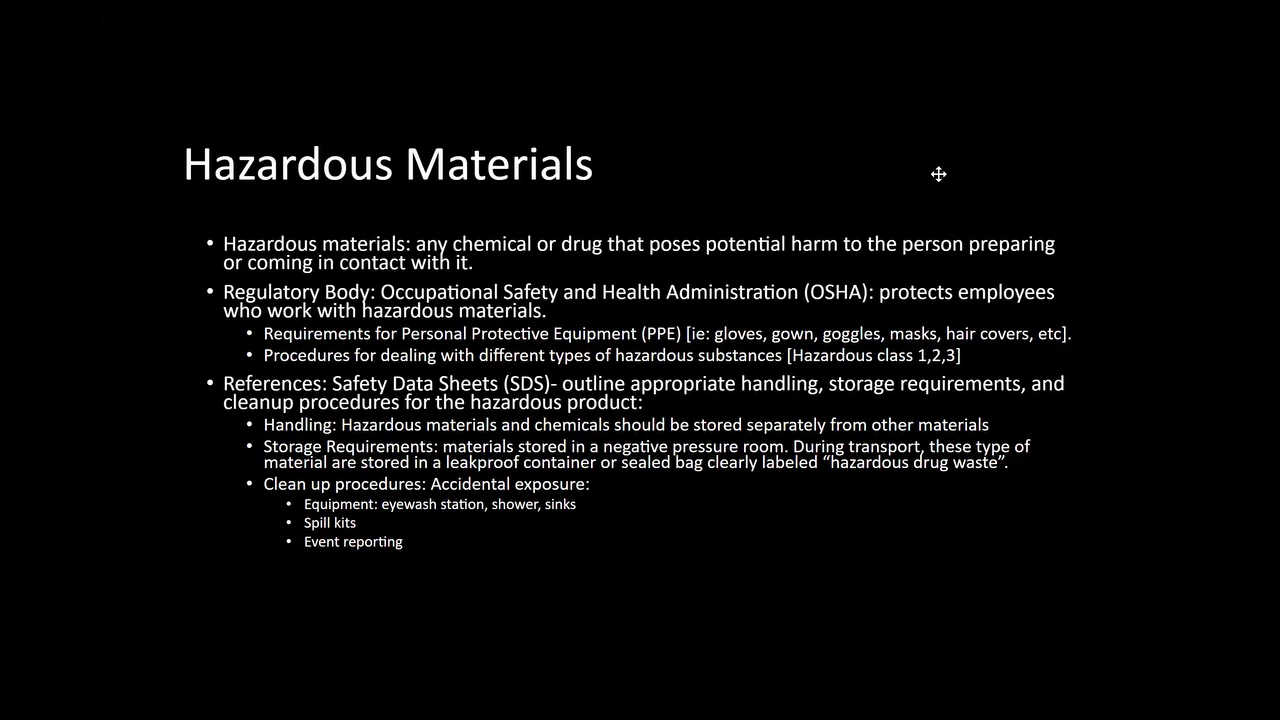 Hazardous Materials
• Hazardous materials: any chemical or drug that poses potential harm to the person preparing
or coming in contact with it.
• Regulatory Body: Occupational Safety and Health Administration (OSHA): protects employees
who work with hazardous materials.
• Requirements for Personal Protective Equipment (PPE) [ie: gloves, gown, goggles, masks, hair covers, etc].
• Procedures for dealing with different types of hazardous substances [Hazardous class 1,2,3]
• References: Safety Data Sheets (SDS)- outline appropriate handling, storage requirements, and
cleanup procedures for the hazardous product:
• Handling: Hazardous materials and chemicals should be stored separately from other materials
• Storage Requirements: materials stored in a negative pressure room. During transport, these type of
material are stored in a leakproof container or sealed bag clearly labeled “hazardous drug waste”.
• Clean up procedures: Accidental exposure:
• Equipment: eyewash station, shower, sinks
• Spill kits
• Event reporting